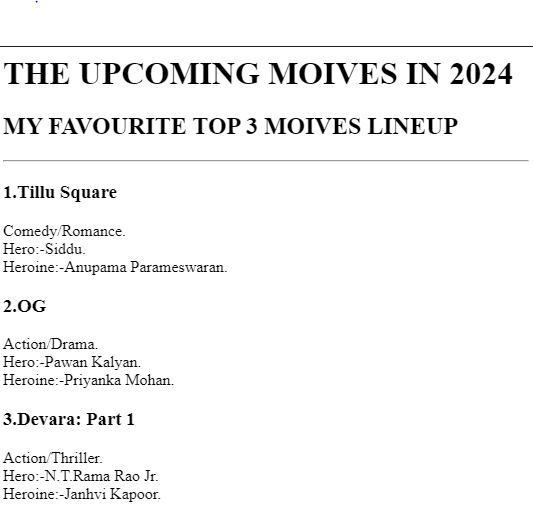 THE UPCOMING MOIVES IN 2024
MY FAVOURITE TOP 3 MOIVES LINEUP
1.Tillu Square
Comedy/Romance.
Hero:-Siddu.
Heroine:-Anupama Parameswaran.
2.OG
Action/Drama.
Hero:-Pawan Kalyan.
Heroine:-Priyanka Mohan.
3.Devara: Part 1
Action/Thriller.
Hero:-N.T.Rama Rao Jr.
Heroine:-Janhvi Kapoor.